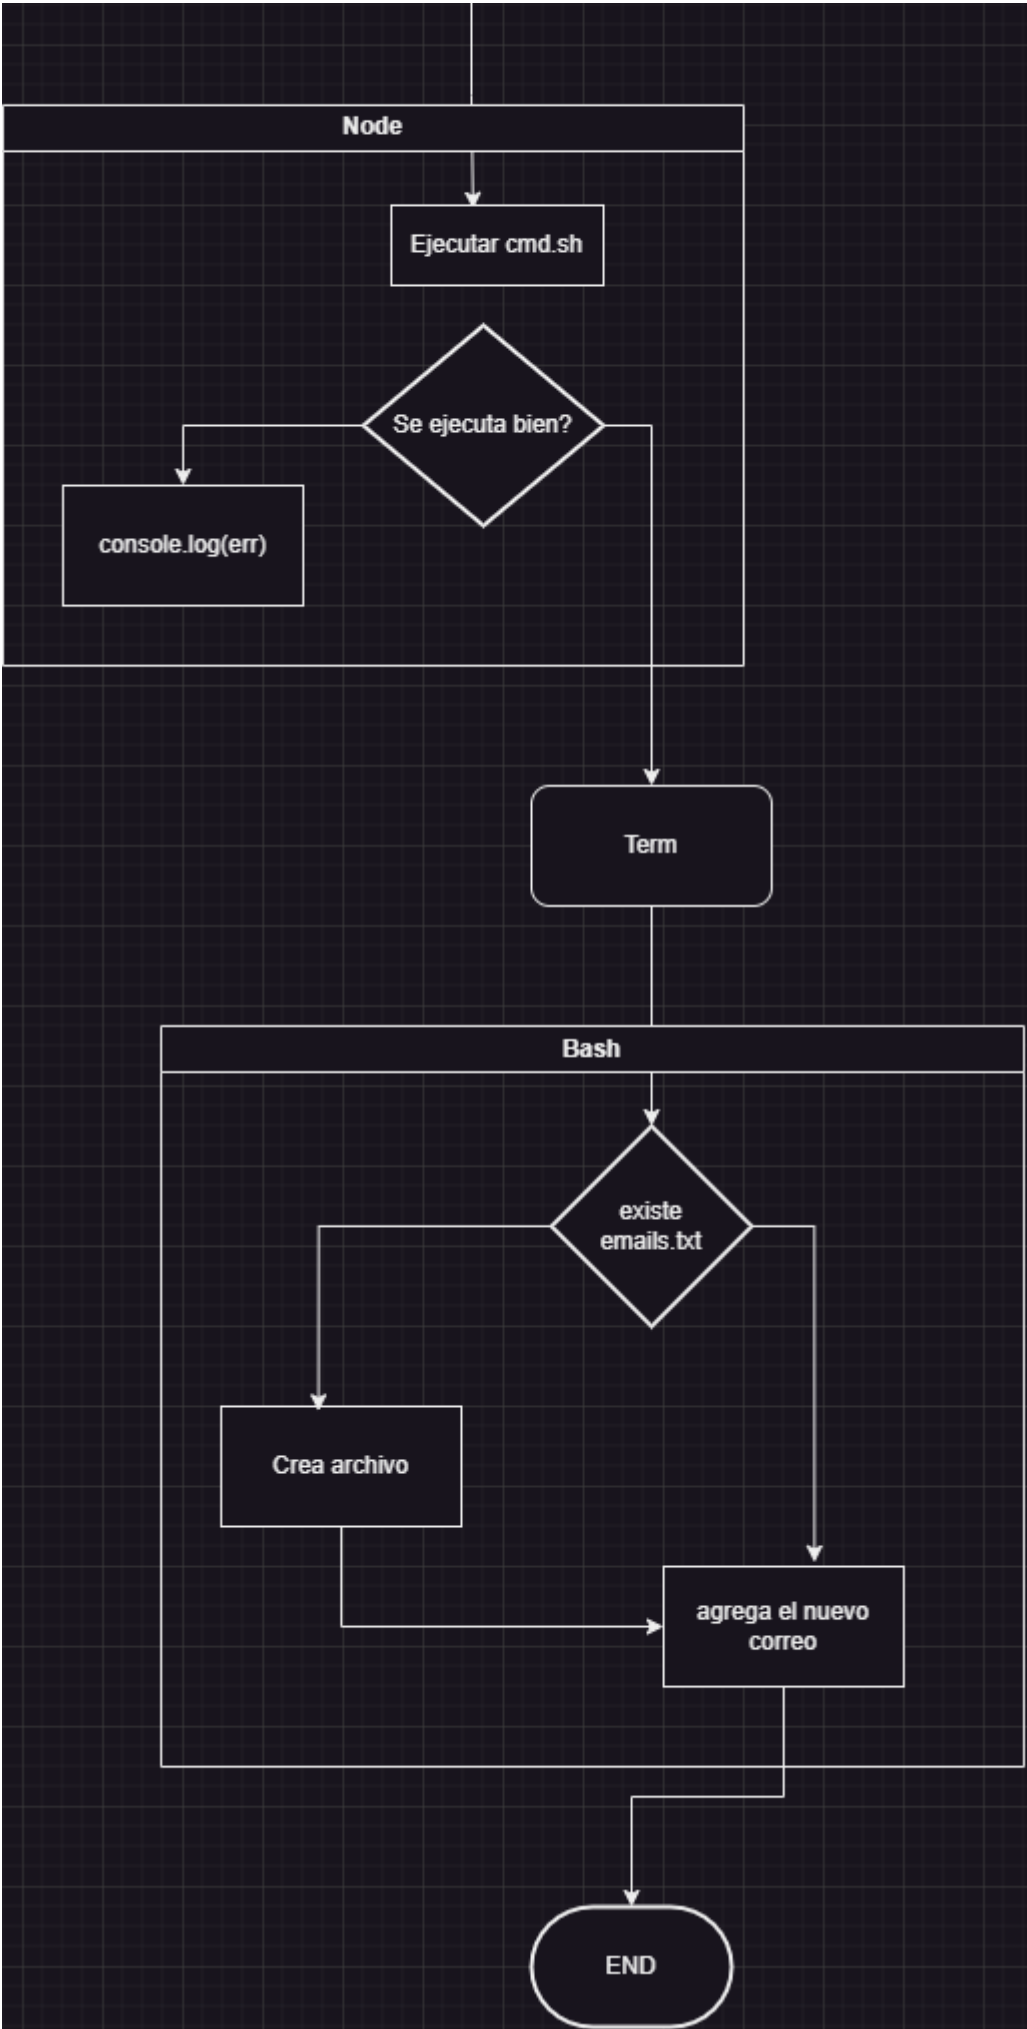 Node
Ejecutar cmd.sh
Se ejecuta bien?
console.log(err)
Term
Bash
existe
emails.txt
Crea archivo
agrega el nuevo
correo
END